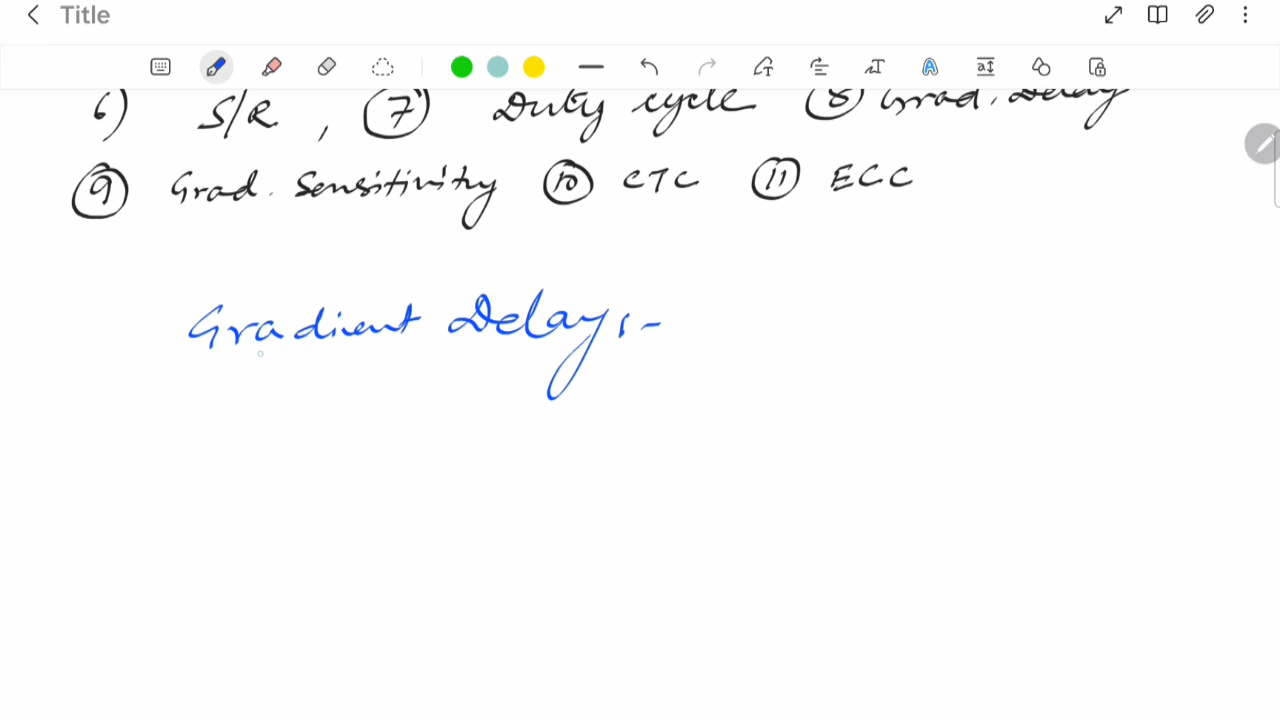 Title
6) S/R , (7) Duty cycle (8) Grad. Delay
(9) Grad. Sensitivity (10) CTC (11) ECC
Gradient Delay :-